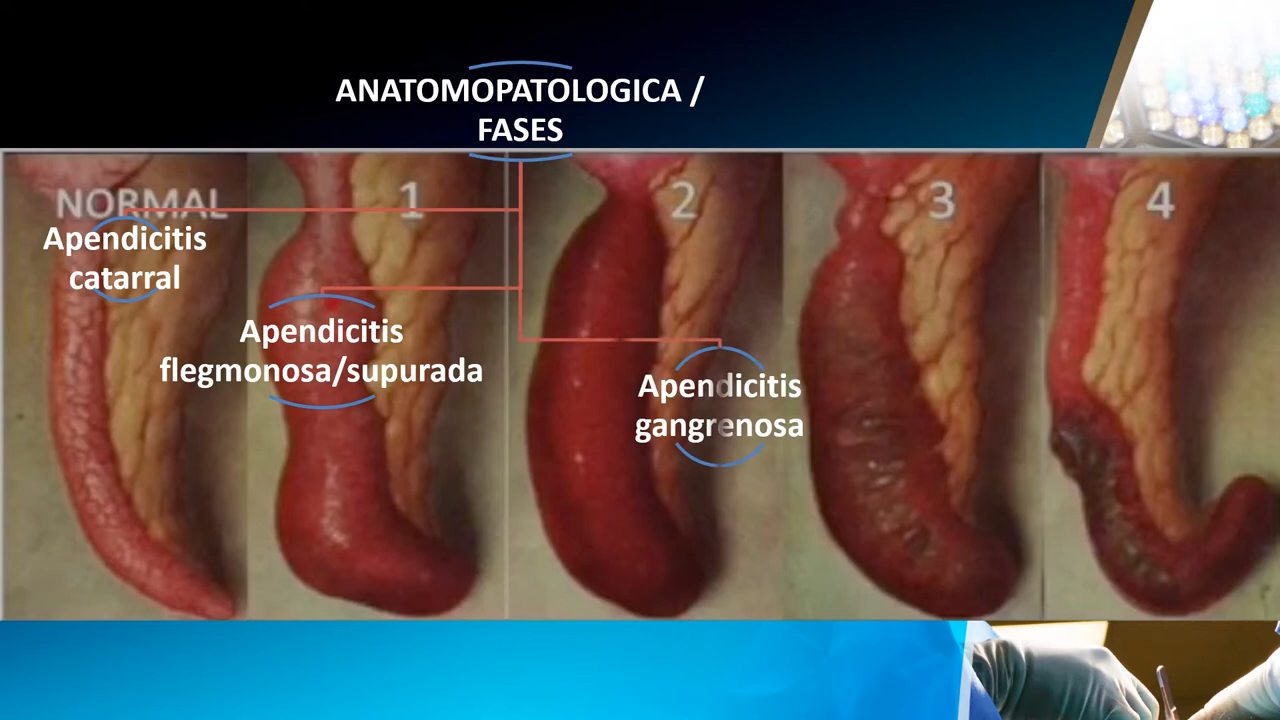 ANATOMOPATOLOGICA /
FASES
NORMAL
1
2
3
4
Apendicitis
catarral
Apendicitis
flegmonosa/supurada
Apendicitis
gangrenosa